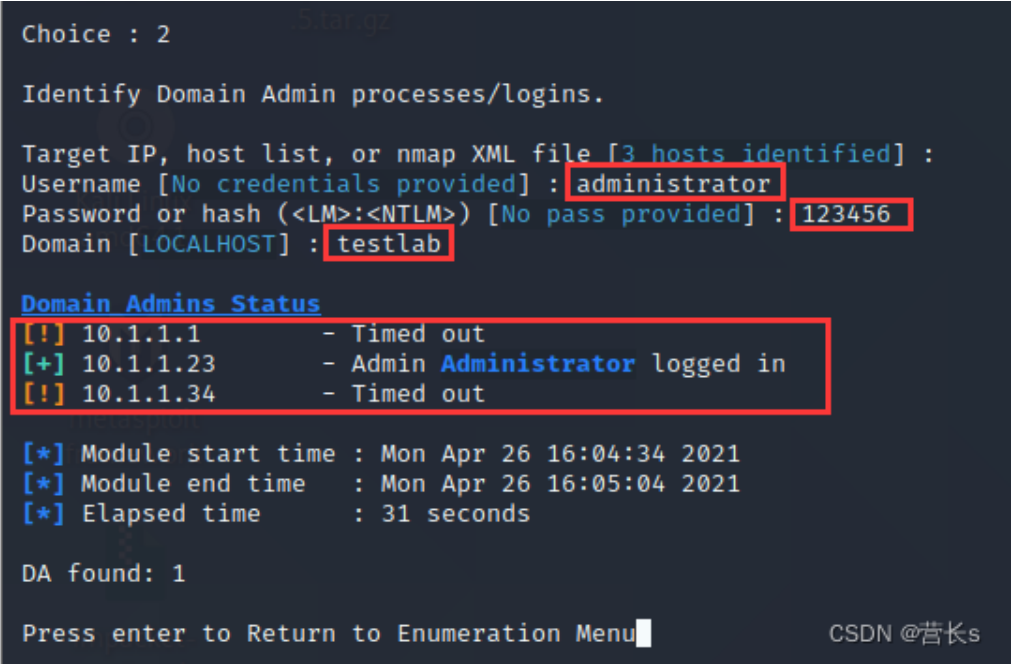 .5.tar.gz
Choice : 2
Identify Domain Admin processes/logins.
Target IP, host list, or nmap XML file [3 hosts identified] :
Username [No credentials provided] : administrator
Password or hash (<LM>:<NTLM>) [No pass provided] : 123456
Domain [LOCALHOST] : testlab
Domain Admins Status
[!] 10.1.1.1 - Timed out
[+] 10.1.1.23 - Admin Administrator logged in
[!] 10.1.1.34 - Timed out
[*] Module start time : Mon Apr 26 16:04:34 2021
[*] Module end time : Mon Apr 26 16:05:04 2021
[*] Elapsed time : 31 seconds
DA found: 1
Press enter to Return to Enumeration Menu
CSDN @营长s